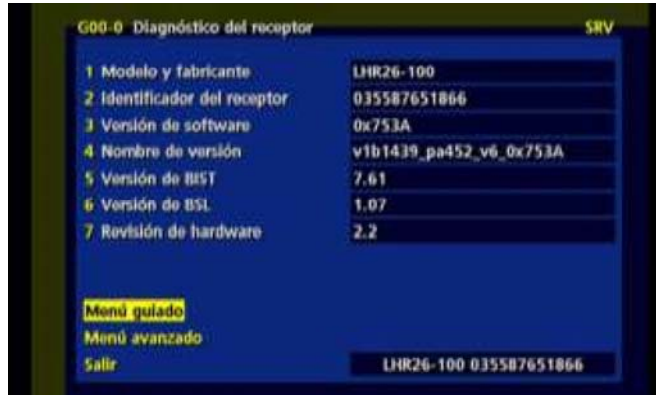 G00-0 Diagnóstico del receptor SRV
1 Modelo y fabricante LHR26-100
2 Identificador del receptor 035587651866
3 Versión de software 0x753A
4 Nombre de versión v1b1439_pa452_v6_0x753A
5 Versión de BIST 7.61
6 Versión de BSL 1.07
7 Revisión de hardware 2.2
Menú guiado
Menú avanzado
Salir LHR26-100 035587651866